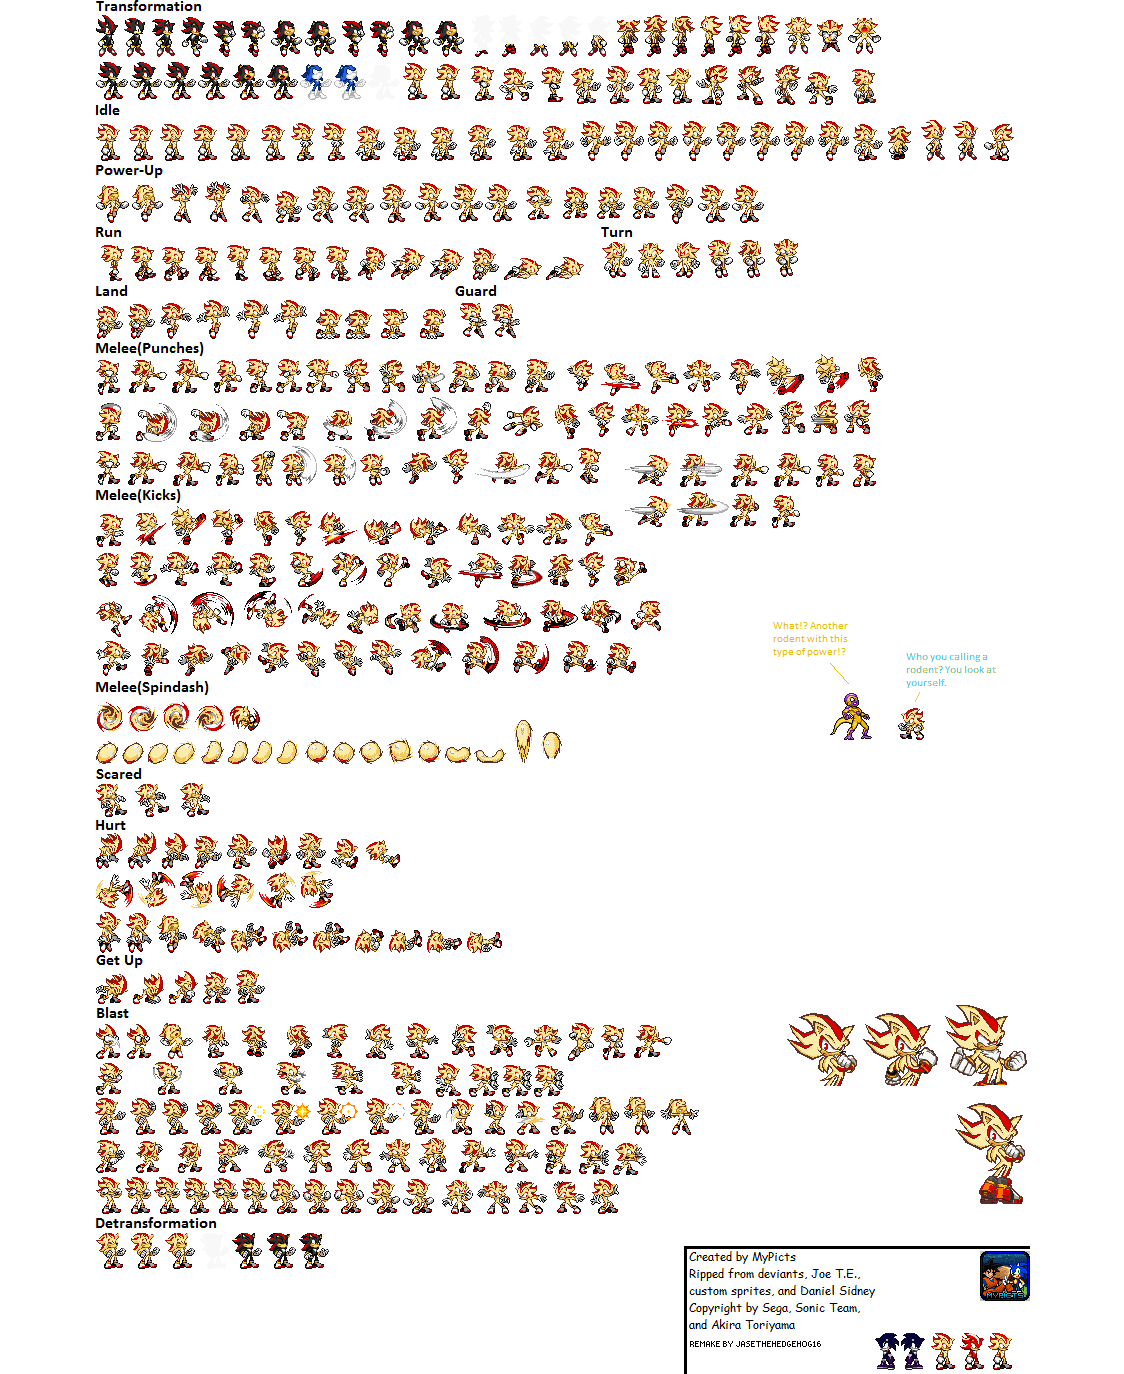 Transformation
Idle
Power-Up
Run
Turn
Land
Guard
Melee(Punches)
Melee(Kicks)
What!? Another
rodent with this
type of power!?
Who you calling a
rodent? You look at
yourself.
Melee(Spindash)
Scared
Hurt
Get Up
Blast
Detransformation
Created by MyPicts
Ripped from deviants, Joe T.E.,
custom sprites, and Daniel Sidney
Copyright by Sega, Sonic Team,
and Akira Toriyama
REMAKE BY JASETHEHEDGEHOG16
MYPICTS